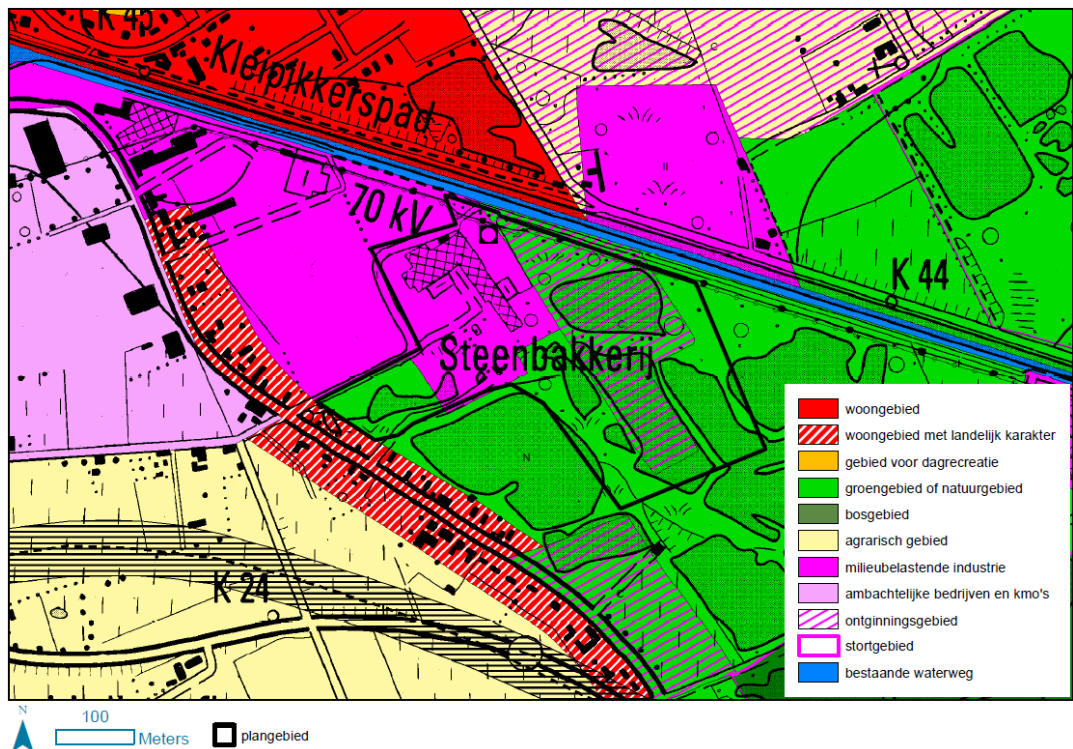 K 45
Kleipikkerspad
70 kV
K 44
Steenbakkerij
N
K 24
woongebied
woongebied met landelijk karakter
gebied voor dagrecreatie
groengebied of natuurgebied
bosgebied
agrarisch gebied
milieubelastende industrie
ambachtelijke bedrijven en kmo's
ontginningsgebied
stortgebied
bestaande waterweg
N
100
Meters
plangebied